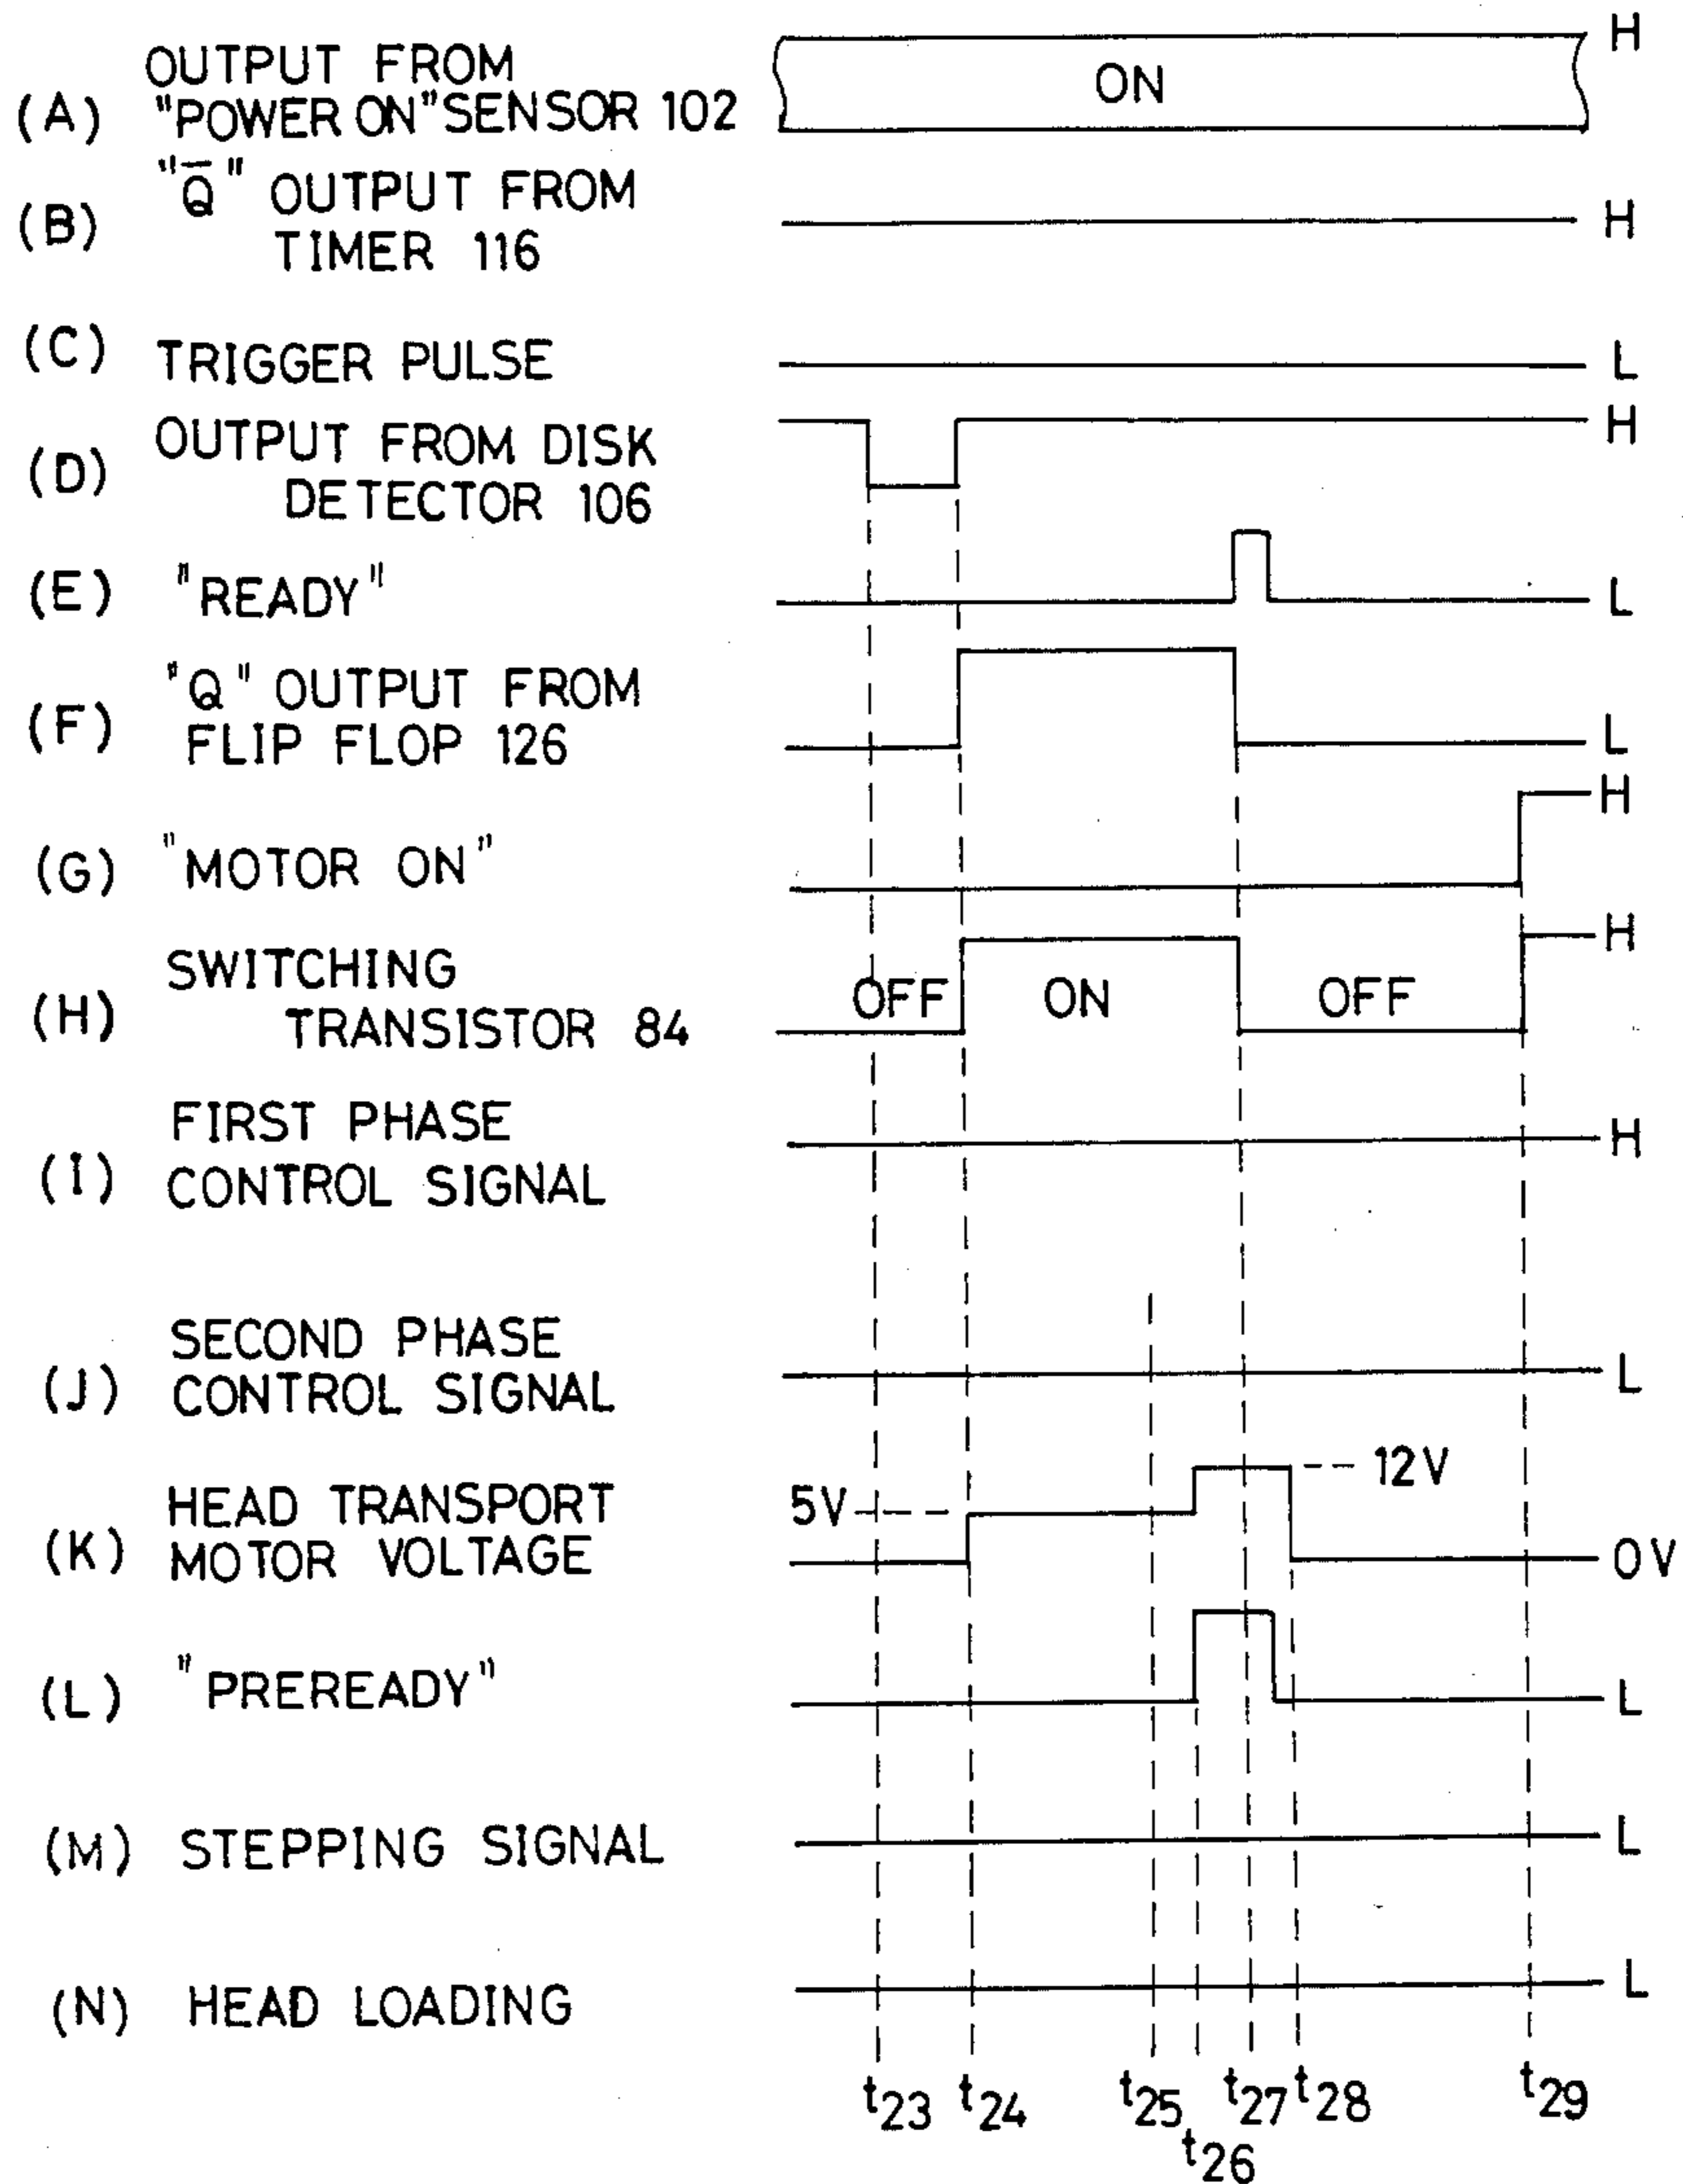 (A) OUTPUT FROM
"POWER ON" SENSOR 102
ON
H
(B) "Q̅" OUTPUT FROM
TIMER 116
H
(C) TRIGGER PULSE
L
(D) OUTPUT FROM DISK
DETECTOR 106
H
(E) "READY"
L
(F) "Q" OUTPUT FROM
FLIP FLOP 126
L
(G) "MOTOR ON"
H
(H) SWITCHING
TRANSISTOR 84
OFF ON OFF
H
(I) FIRST PHASE
CONTROL SIGNAL
H
(J) SECOND PHASE
CONTROL SIGNAL
L
(K) HEAD TRANSPORT
MOTOR VOLTAGE
5V
12V
0V
(L) "PREREADY"
L
(M) STEPPING SIGNAL
L
(N) HEAD LOADING
L
t23 t24 t25 t27 t28 t29
t26